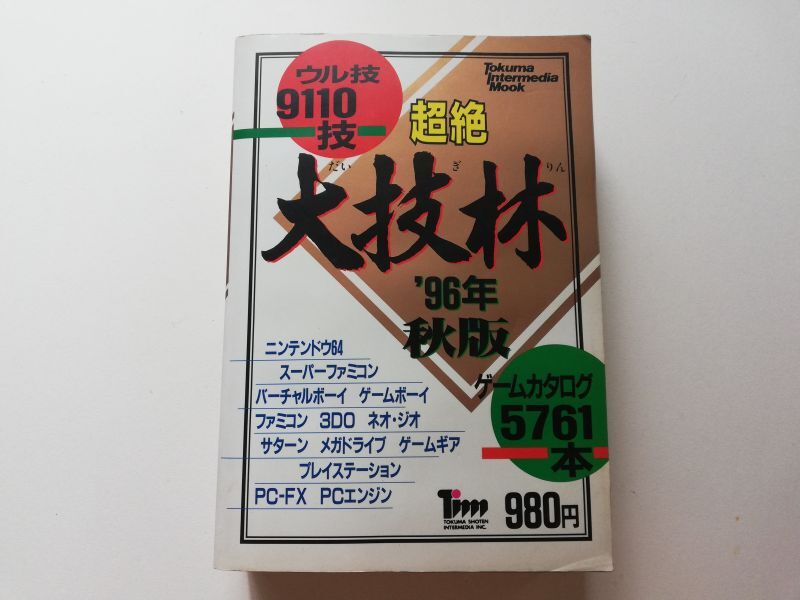 ウル技
9110
技
Tokuma
Intermedia
Mook
超絶
だい ぎ りん
大技林
'96年
秋版
ニンテンドウ64
スーパーファミコン
バーチャルボーイ ゲームボーイ
ファミコン 3DO ネオ・ジオ
サターン メガドライブ ゲームギア
プレイステーション
PC-FX PCエンジン
ゲームカタログ
5761
本
Tim
TOKUMA SHOTEN
INTERMEDIA INC.
980円